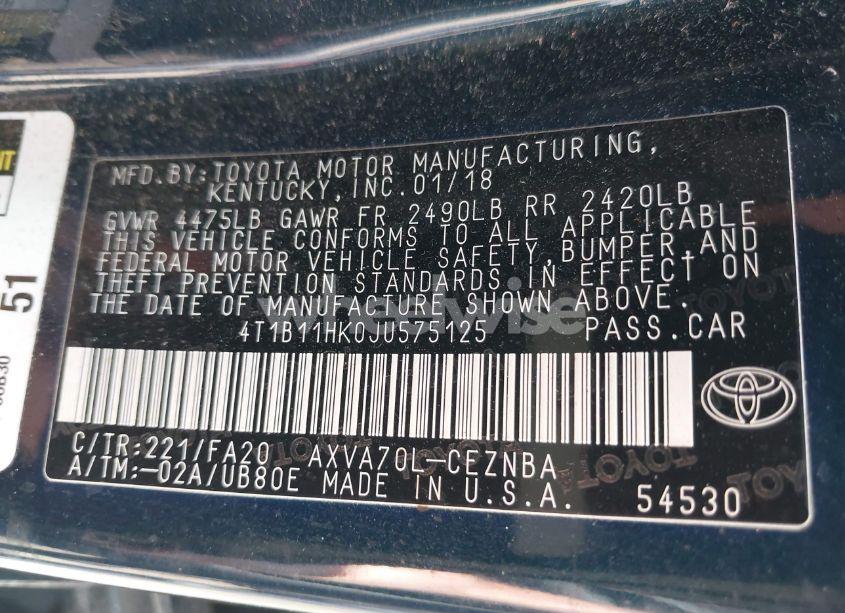 MFD.BY:TOYOTA MOTOR MANUFACTURING,
KENTUCKY,INC.01/18
GVWR 4475LB GAWR FR 2490LB RR 2420LB
THIS VEHICLE CONFORMS TO ALL APPLICABLE
FEDERAL MOTOR VEHICLE SAFETY,BUMPER,AND
THEFT PREVENTION STANDARDS IN EFFECT ON
THE DATE OF MANUFACTURE SHOWN ABOVE.
4T1B11HK0JU575125 PASS.CAR
C/TR:221/FA20 AXVA70L-CEZNBA
A/TM:-02A/UB80E MADE IN U.S.A. 54530
51